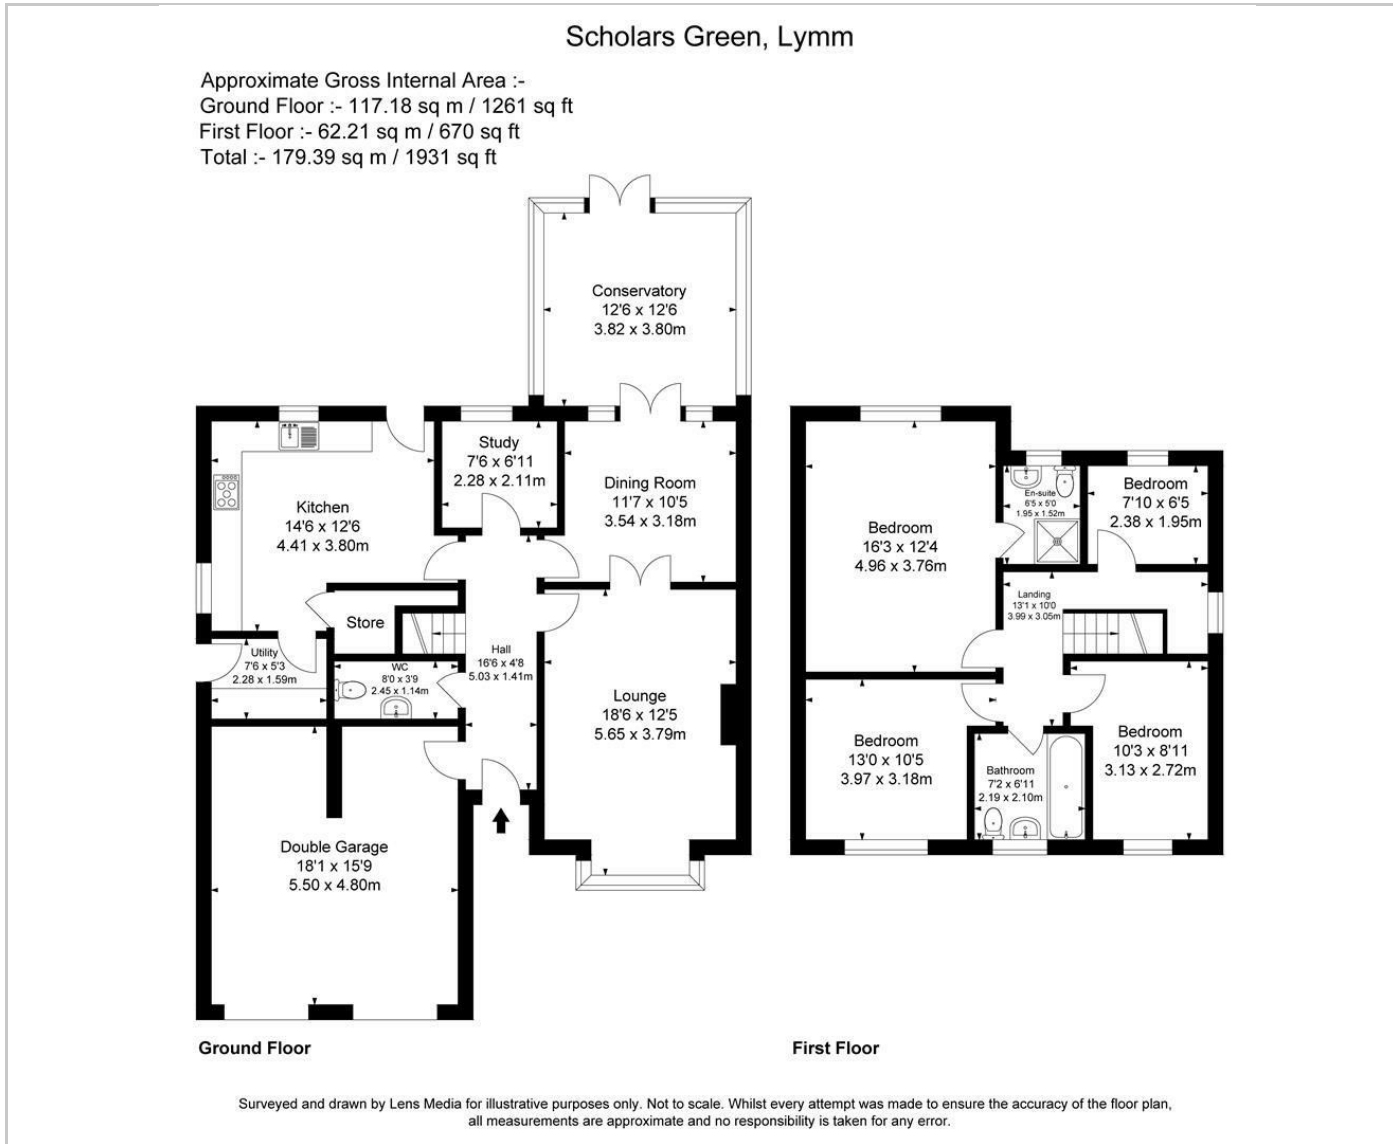 Scholars Green, Lymm
Approximate Gross Internal Area :-
Ground Floor :- 117.18 sq m / 1261 sq ft
First Floor :- 62.21 sq m / 670 sq ft
Total :- 179.39 sq m / 1931 sq ft
Conservatory
12'6 x 12'6
3.82 x 3.80m
Study
7'6 x 6'11
2.28 x 2.11m
Dining Room
11'7 x 10'5
3.54 x 3.18m
Kitchen
14'6 x 12'6
4.41 x 3.80m
Store
Utility
7'6 x 5'3
2.28 x 1.59m
WC
8'0 x 3'9
2.45 x 1.14m
Hall
16'6 x 4'8
5.03 x 1.41m
Lounge
18'6 x 12'5
5.65 x 3.79m
Double Garage
18'1 x 15'9
5.50 x 4.80m
Ground Floor
Bedroom
16'3 x 12'4
4.96 x 3.76m
En-suite
6'5 x 5'0
1.95 x 1.52m
Bedroom
7'10 x 6'5
2.38 x 1.95m
Landing
13'1 x 10'0
3.99 x 3.05m
Bedroom
13'0 x 10'5
3.97 x 3.18m
Bathroom
7'2 x 6'11
2.19 x 2.10m
Bedroom
10'3 x 8'11
3.13 x 2.72m
First Floor
Surveyed and drawn by Lens Media for illustrative purposes only. Not to scale. Whilst every attempt was made to ensure the accuracy of the floor plan,
all measurements are approximate and no responsibility is taken for any error.